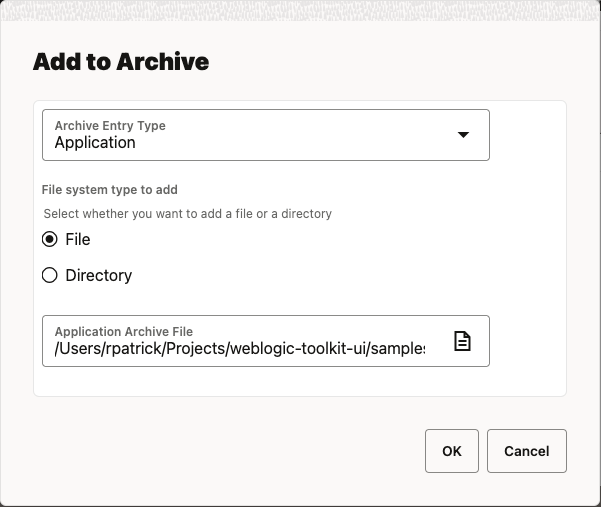 Add to Archive
Archive Entry Type
Application
File system type to add
Select whether you want to add a file or a directory
File
Directory
Application Archive File
/Users/rpatrick/Projects/weblogic-toolkit-ui/samples
OK
Cancel